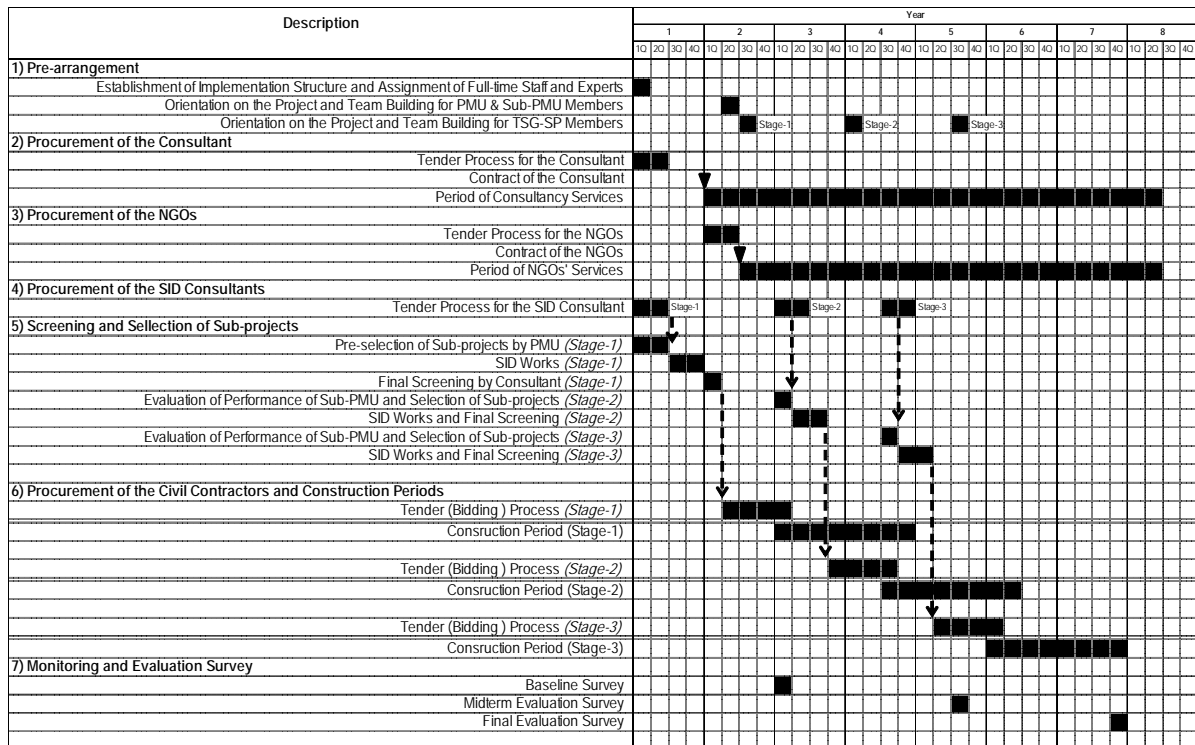 Description
Year
1 2 3 4 5 6 7 8
1Q 2Q 3Q 4Q 1Q 2Q 3Q 4Q 1Q 2Q 3Q 4Q 1Q 2Q 3Q 4Q 1Q 2Q 3Q 4Q 1Q 2Q 3Q 4Q 1Q 2Q 3Q 4Q 1Q 2Q 3Q 4Q
1) Pre-arrangement
Establishment of Implementation Structure and Assignment of Full-time Staff and Experts
Orientation on the Project and Team Building for PMU & Sub-PMU Members
Orientation on the Project and Team Building for TSG-SP Members Stage-1 Stage-2 Stage-3
2) Procurement of the Consultant
Tender Process for the Consultant
Contract of the Consultant
Period of Consultancy Services
3) Procurement of the NGOs
Tender Process for the NGOs
Contract of the NGOs
Period of NGOs' Services
4) Procurement of the SID Consultants
Tender Process for the SID Consultant Stage-1 Stage-2 Stage-3
5) Screening and Sellection of Sub-projects
Pre-selection of Sub-projects by PMU (Stage-1)
SID Works (Stage-1)
Final Screening by Consultant (Stage-1)
Evaluation of Performance of Sub-PMU and Selection of Sub-projects (Stage-2)
SID Works and Final Screening (Stage-2)
Evaluation of Performance of Sub-PMU and Selection of Sub-projects (Stage-3)
SID Works and Final Screening (Stage-3)
6) Procurement of the Civil Contractors and Construction Periods
Tender (Bidding ) Process (Stage-1)
Consruction Period (Stage-1)
Tender (Bidding ) Process (Stage-2)
Consruction Period (Stage-2)
Tender (Bidding ) Process (Stage-3)
Consruction Period (Stage-3)
7) Monitoring and Evaluation Survey
Baseline Survey
Midterm Evaluation Survey
Final Evaluation Survey